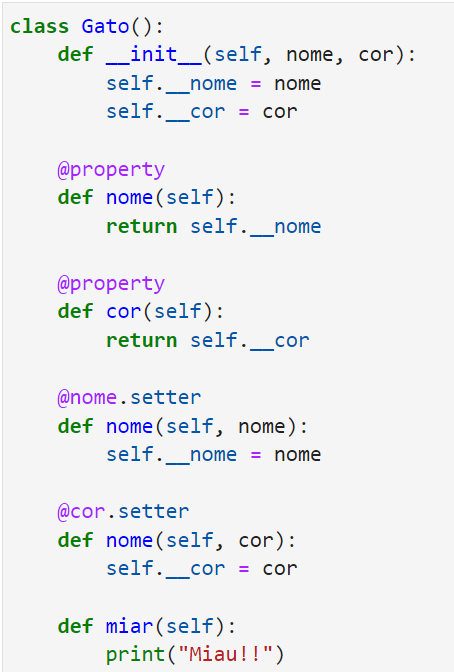 class Gato():
    def __init__(self, nome, cor):
        self.__nome = nome
        self.__cor = cor

    @property
    def nome(self):
        return self.__nome

    @property
    def cor(self):
        return self.__cor

    @nome.setter
    def nome(self, nome):
        self.__nome = nome

    @cor.setter
    def nome(self, cor):
        self.__cor = cor

    def miar(self):
        print("Miau!!")